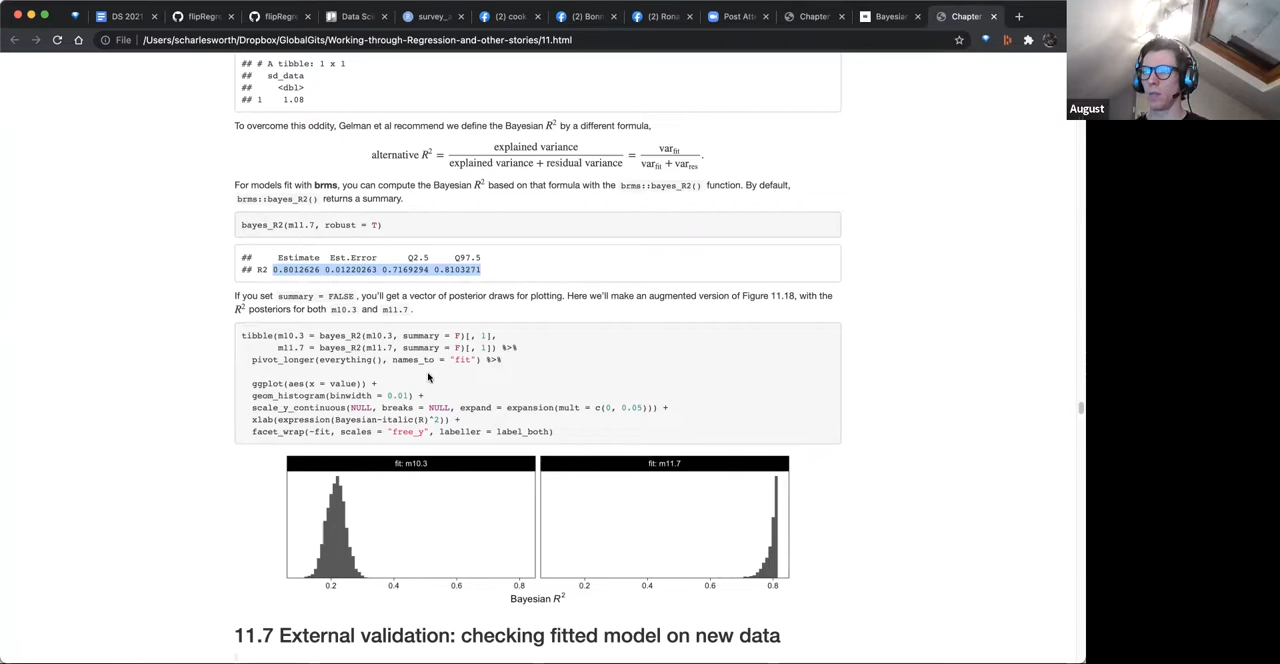 DS 2021
flipRegre
flipRegre
Data Sci
survey_a
(2) cook
(2) Bonn
(2) Rona
Post Att
Chapter
Bayesian
Chapter
File
/Users/scharlesworth/Dropbox/GlobalGits/Working-through-Regression-and-other-stories/11.html
August
## # A tibble: 1 x 1
##   sd_data
##     <dbl>
## 1    1.08
To overcome this oddity, Gelman et al recommend we define the Bayesian R² by a different formula,
alternative R² = explained variance / explained variance + residual variance = var_fit / var_fit + var_res.
For models fit with brms, you can compute the Bayesian R² based on that formula with the brms::bayes_R2() function. By default,
brms::bayes_R2() returns a summary.
bayes_R2(m11.7, robust = T)
##     Estimate  Est.Error      Q2.5     Q97.5
## R2 0.8012626 0.01220263 0.7169294 0.8103271
If you set summary = FALSE, you'll get a vector of posterior draws for plotting. Here we'll make an augmented version of Figure 11.18, with the
R² posteriors for both m10.3 and m11.7.
tibble(m10.3 = bayes_R2(m10.3, summary = F)[, 1],
       m11.7 = bayes_R2(m11.7, summary = F)[, 1]) %>%
  pivot_longer(everything(), names_to = "fit") %>%
  ggplot(aes(x = value)) +
  geom_histogram(binwidth = 0.01) +
  scale_y_continuous(NULL, breaks = NULL, expand = expansion(mult = c(0, 0.05))) +
  xlab(expression(Bayesian~italic(R)^2)) +
  facet_wrap(~fit, scales = "free_y", labeller = label_both)
fit: m10.3
fit: m11.7
0.2 0.4 0.6 0.8
0.2 0.4 0.6 0.8
Bayesian R²
11.7 External validation: checking fitted model on new data